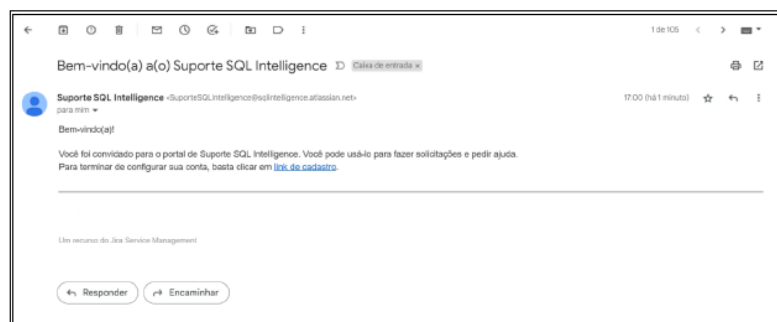 1 de 105
Bem-vindo(a) a(o) Suporte SQL Intelligence Caixa de entrada x
Suporte SQL Intelligence <SuporteSQLIntelligence@sqlintelligence.atlassian.net> 17:00 (há 1 minuto)
para mim
Bem-vindo(a)!
Você foi convidado para o portal de Suporte SQL Intelligence. Você pode usá-lo para fazer solicitações e pedir ajuda.
Para terminar de configurar sua conta, basta clicar em link de cadastro.
Um recurso do Jira Service Management
Responder Encaminhar